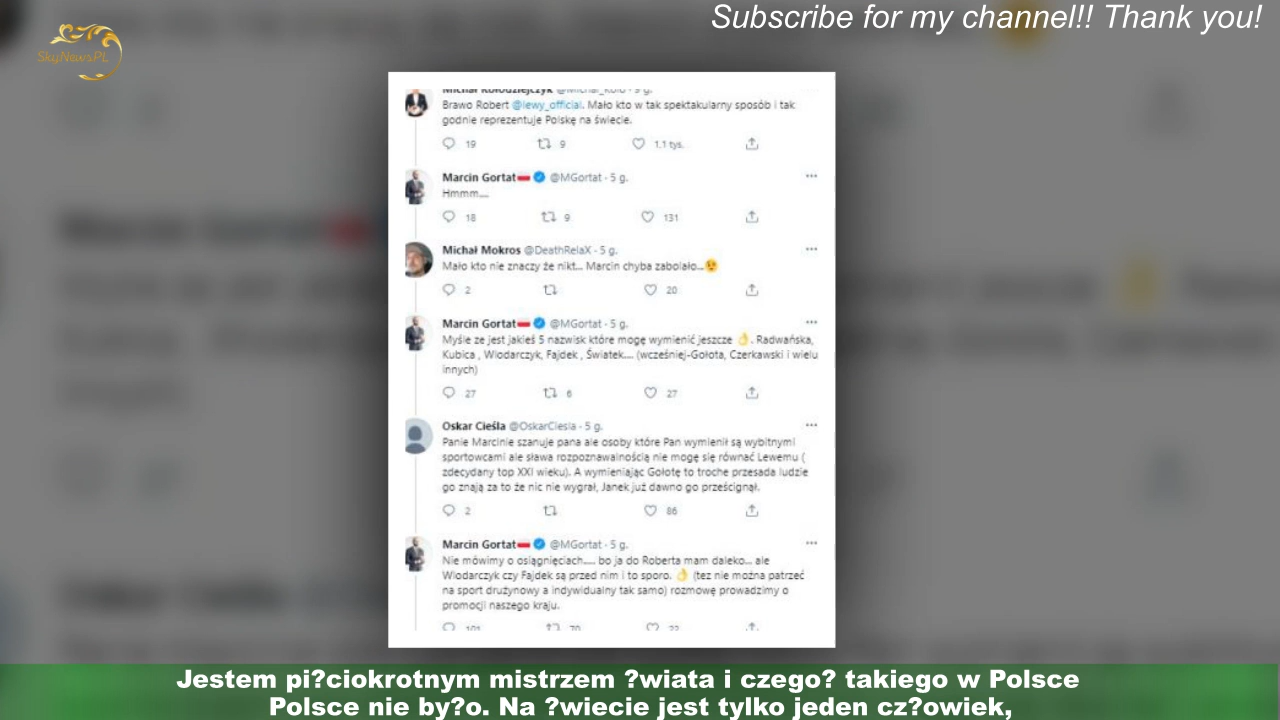 Subscribe for my channel!! Thank you!
SkyNewsPL
Michał Kołodziejczyk @Michal_Kolo · 9 g.
Brawo Robert @lewy_official. Mało kto w tak spektakularny sposób i tak
godnie reprezentuje Polskę na świecie.
19 9 1,1 tys.
Marcin Gortat @MGortat · 5 g.
Hmmm....
18 9 131
Michał Mokros @DeathRelaX · 5 g.
Mało kto nie znaczy że nikt... Marcin chyba zabolało...😉
2 20
Marcin Gortat @MGortat · 5 g.
Myśle ze jest jakieś 5 nazwisk które mogę wymienić jeszcze 👌. Radwańska,
Kubica , Wlodarczyk, Fajdek , Światek.... (wcześniej-Gołota, Czerkawski i wielu
innych)
27 6 27
Oskar Cieśla @OskarCiesla · 5 g.
Panie Marcinie szanuje pana ale osoby które Pan wymienił są wybitnymi
sportowcami ale sława rozpoznawalnością nie mogę się równać Lewemu (
zdecydany top XXI wieku). A wymieniając Gołotę to troche przesada ludzie
go znają za to że nic nie wygrał, Janek już dawno go prześcignął.
2 86
Marcin Gortat @MGortat · 5 g.
Nie mówimy o osiągnięciach.... bo ja do Roberta mam daleko... ale
Wlodarczyk czy Fajdek są przed nim i to sporo. 👌 (tez nie można patrzeć
na sport drużynowy a indywidualny tak samo) rozmowę prowadzimy o
promocji naszego kraju.
Jestem pi?ciokrotnym mistrzem ?wiata i czego? takiego w Polsce
Polsce nie by?o. Na ?wiecie jest tylko jeden cz?owiek,